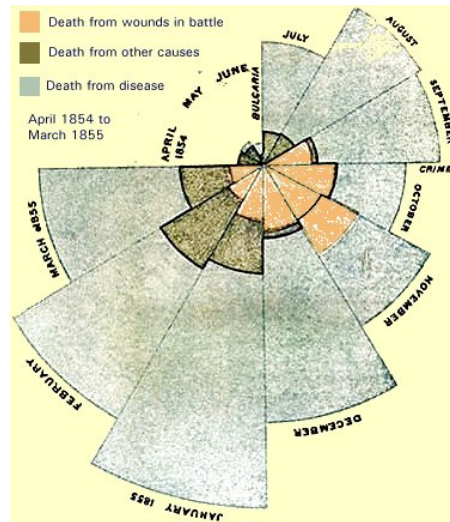 Death from wounds in battle
Death from other causes
Death from disease
April 1854 to
March 1855
APRIL
1854
MAY
JUNE
BULGARIA
JULY
AUGUST
SEPTEMBER
CRIMEA
OCTOBER
NOVEMBER
DECEMBER
JANUARY 1855
FEBRUARY
MARCH 1855